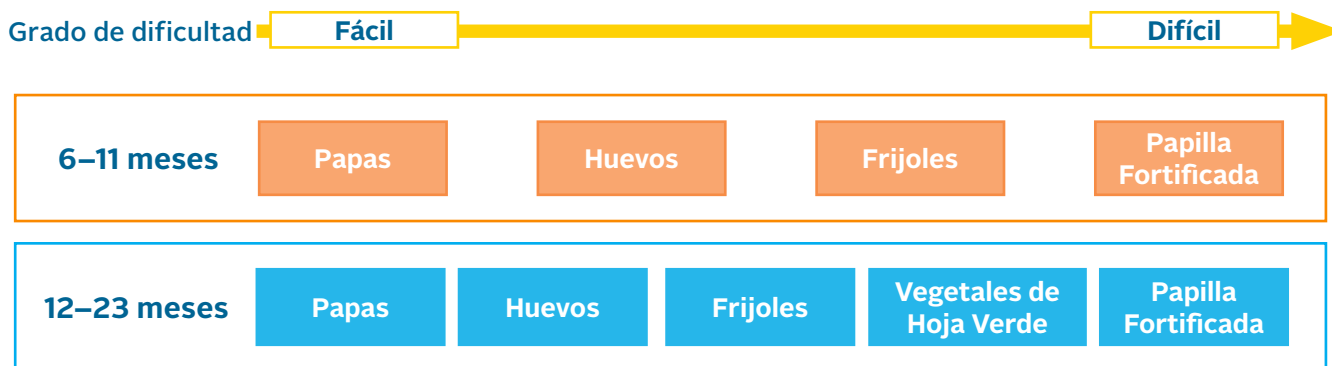 Grado de dificultad Fácil Difícil
6–11 meses Papas Huevos Frijoles Papilla
Fortificada
12–23 meses Papas Huevos Frijoles Vegetales de
Hoja Verde Papilla
Fortificada